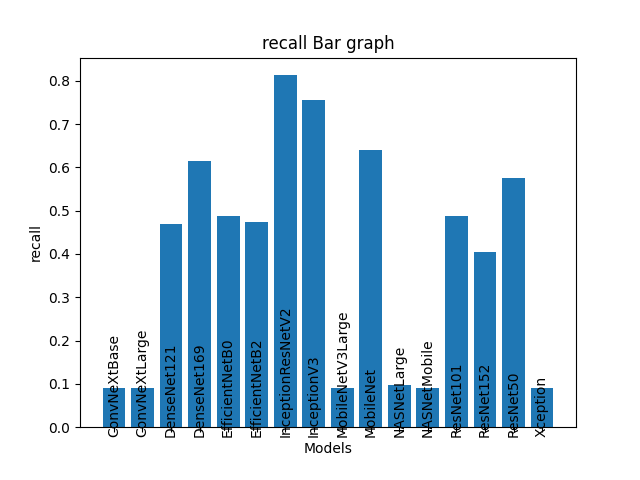 recall Bar graph
0.8
0.7
0.6
0.5
0.4
0.3
0.2
0.1
0.0
recall
ConvNeXtBase
ConvNeXtLarge
DenseNet121
DenseNet169
EfficientNetB0
EfficientNetB2
InceptionResNetV2
InceptionV3
MobileNetV3Large
MobileNet
NASNetLarge
NASNetMobile
ResNet101
ResNet152
ResNet50
Xception
Models